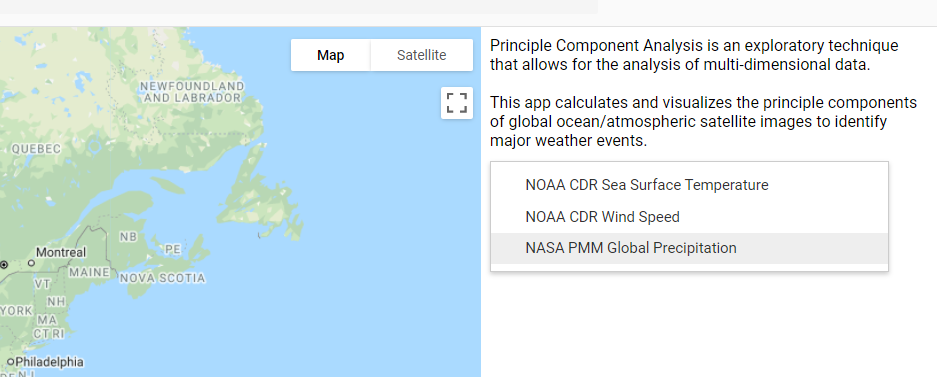 Map
Satellite
NEWFOUNDLAND
AND LABRADOR
QUEBEC
NB
PE
Montreal
MAINE
NOVA SCOTIA
VT
NH
YORK
MA
CT RI
Philadelphia
NJ
Principle Component Analysis is an exploratory technique
that allows for the analysis of multi-dimensional data.
This app calculates and visualizes the principle components
of global ocean/atmospheric satellite images to identify
major weather events.
NOAA CDR Sea Surface Temperature
NOAA CDR Wind Speed
NASA PMM Global Precipitation